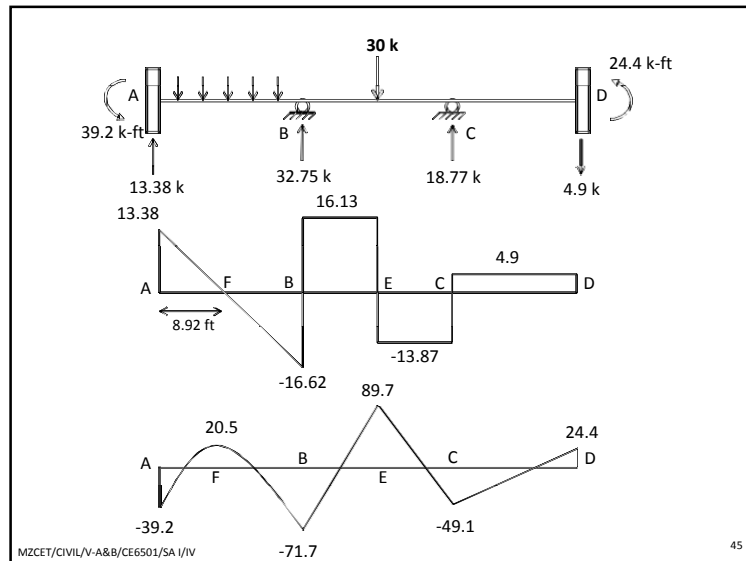 30 k
24.4 k-ft
A
D
39.2 k-ft
B
C
13.38 k
32.75 k
18.77 k
4.9 k
13.38
16.13
4.9
A
F
B
E
C
D
8.92 ft
-13.87
-16.62
89.7
20.5
24.4
A
B
C
D
F
E
-39.2
-49.1
-71.7
MZCET/CIVIL/V-A&B/CE6501/SA I/IV
45